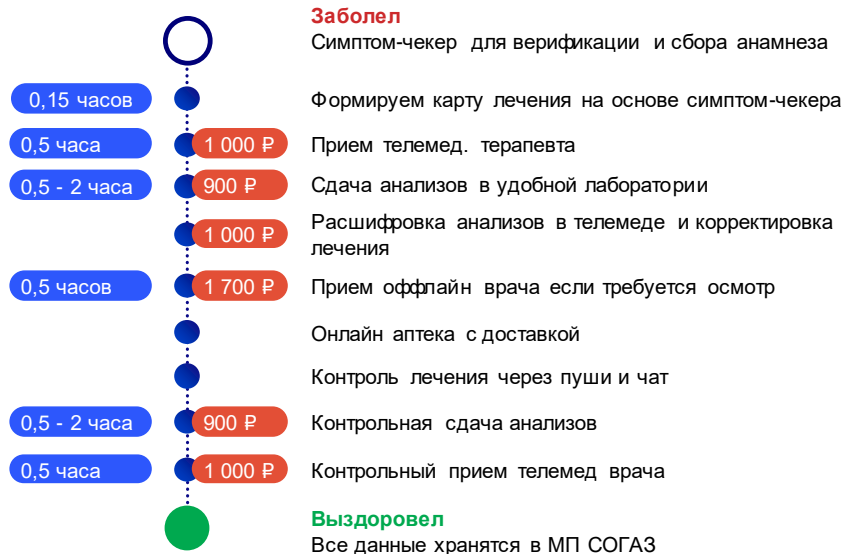 Заболел
Симптом-чекер для верификации и сбора анамнеза
0,15 часов
Формируем карту лечения на основе симптом-чекера
0,5 часа
1 000 ₽
Прием телемед. терапевта
0,5 - 2 часа
900 ₽
Сдача анализов в удобной лаборатории
1 000 ₽
Расшифровка анализов в телемеде и корректировка
лечения
0,5 часов
1 700 ₽
Прием оффлайн врача если требуется осмотр
Онлайн аптека с доставкой
Контроль лечения через пуши и чат
0,5 - 2 часа
900 ₽
Контрольная сдача анализов
0,5 часа
1 000 ₽
Контрольный прием телемед врача
Выздоровел
Все данные хранятся в МП СОГАЗ